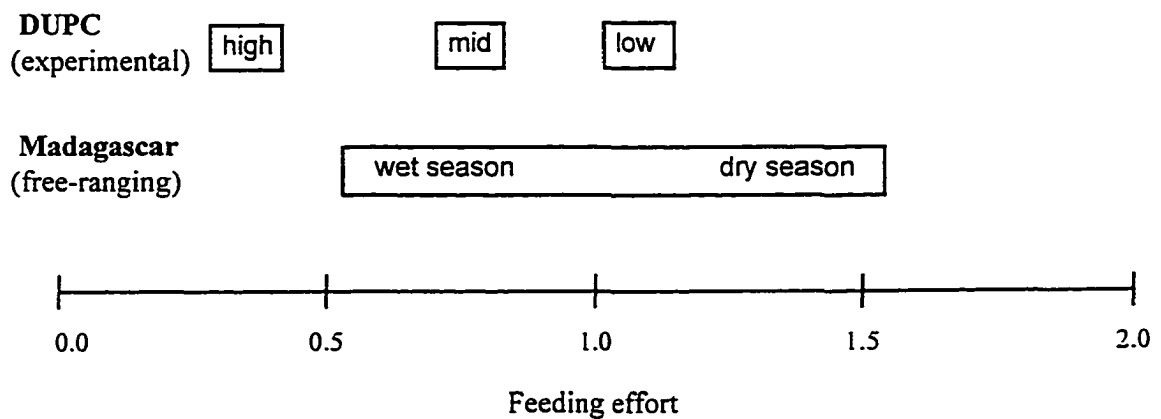 DUPC
(experimental)
high mid low
Madagascar
(free-ranging)
wet season dry season
0.0 0.5 1.0 1.5 2.0
Feeding effort